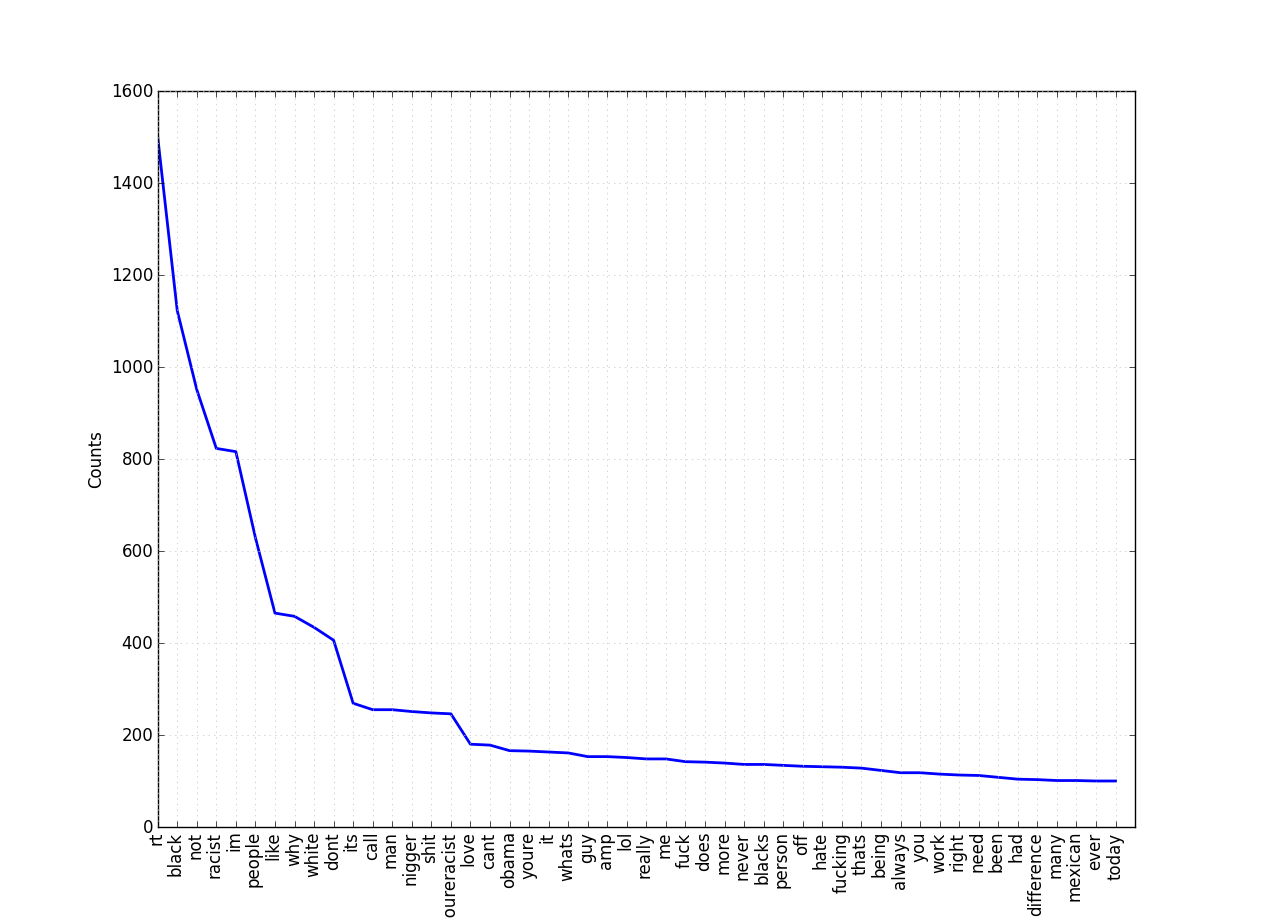 1600
1400
1200
1000
800
600
400
200
0
Counts
rt
black
not
racist
im
people
like
why
white
dont
its
call
man
nigger
shit
oureracist
love
cant
obama
youre
it
whats
guy
amp
lol
really
me
fuck
does
more
never
blacks
person
off
hate
fucking
thats
being
always
you
work
right
need
been
had
difference
many
mexican
ever
today